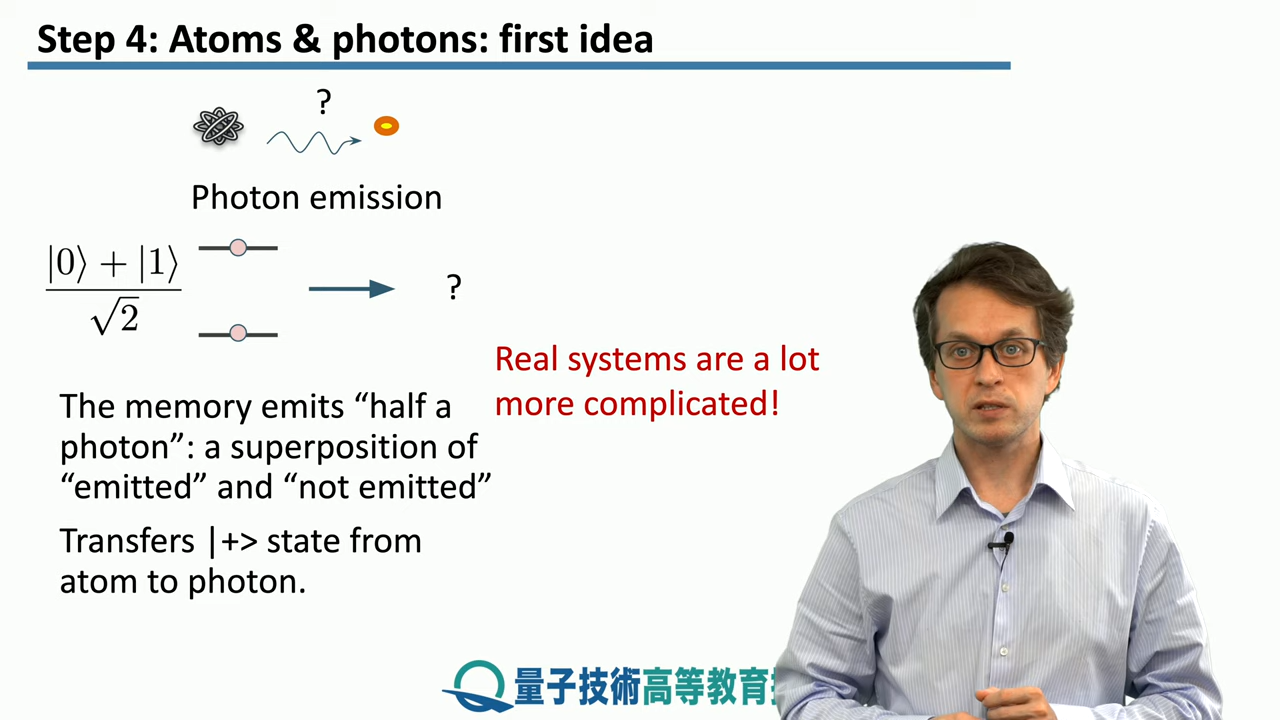 Step 4: Atoms & photons: first idea
?
Photon emission
|0⟩ + |1⟩
√2
?
Real systems are a lot
more complicated!
The memory emits “half a
photon”: a superposition of
“emitted” and “not emitted”
Transfers |+> state from
atom to photon.
量子技術高等教育